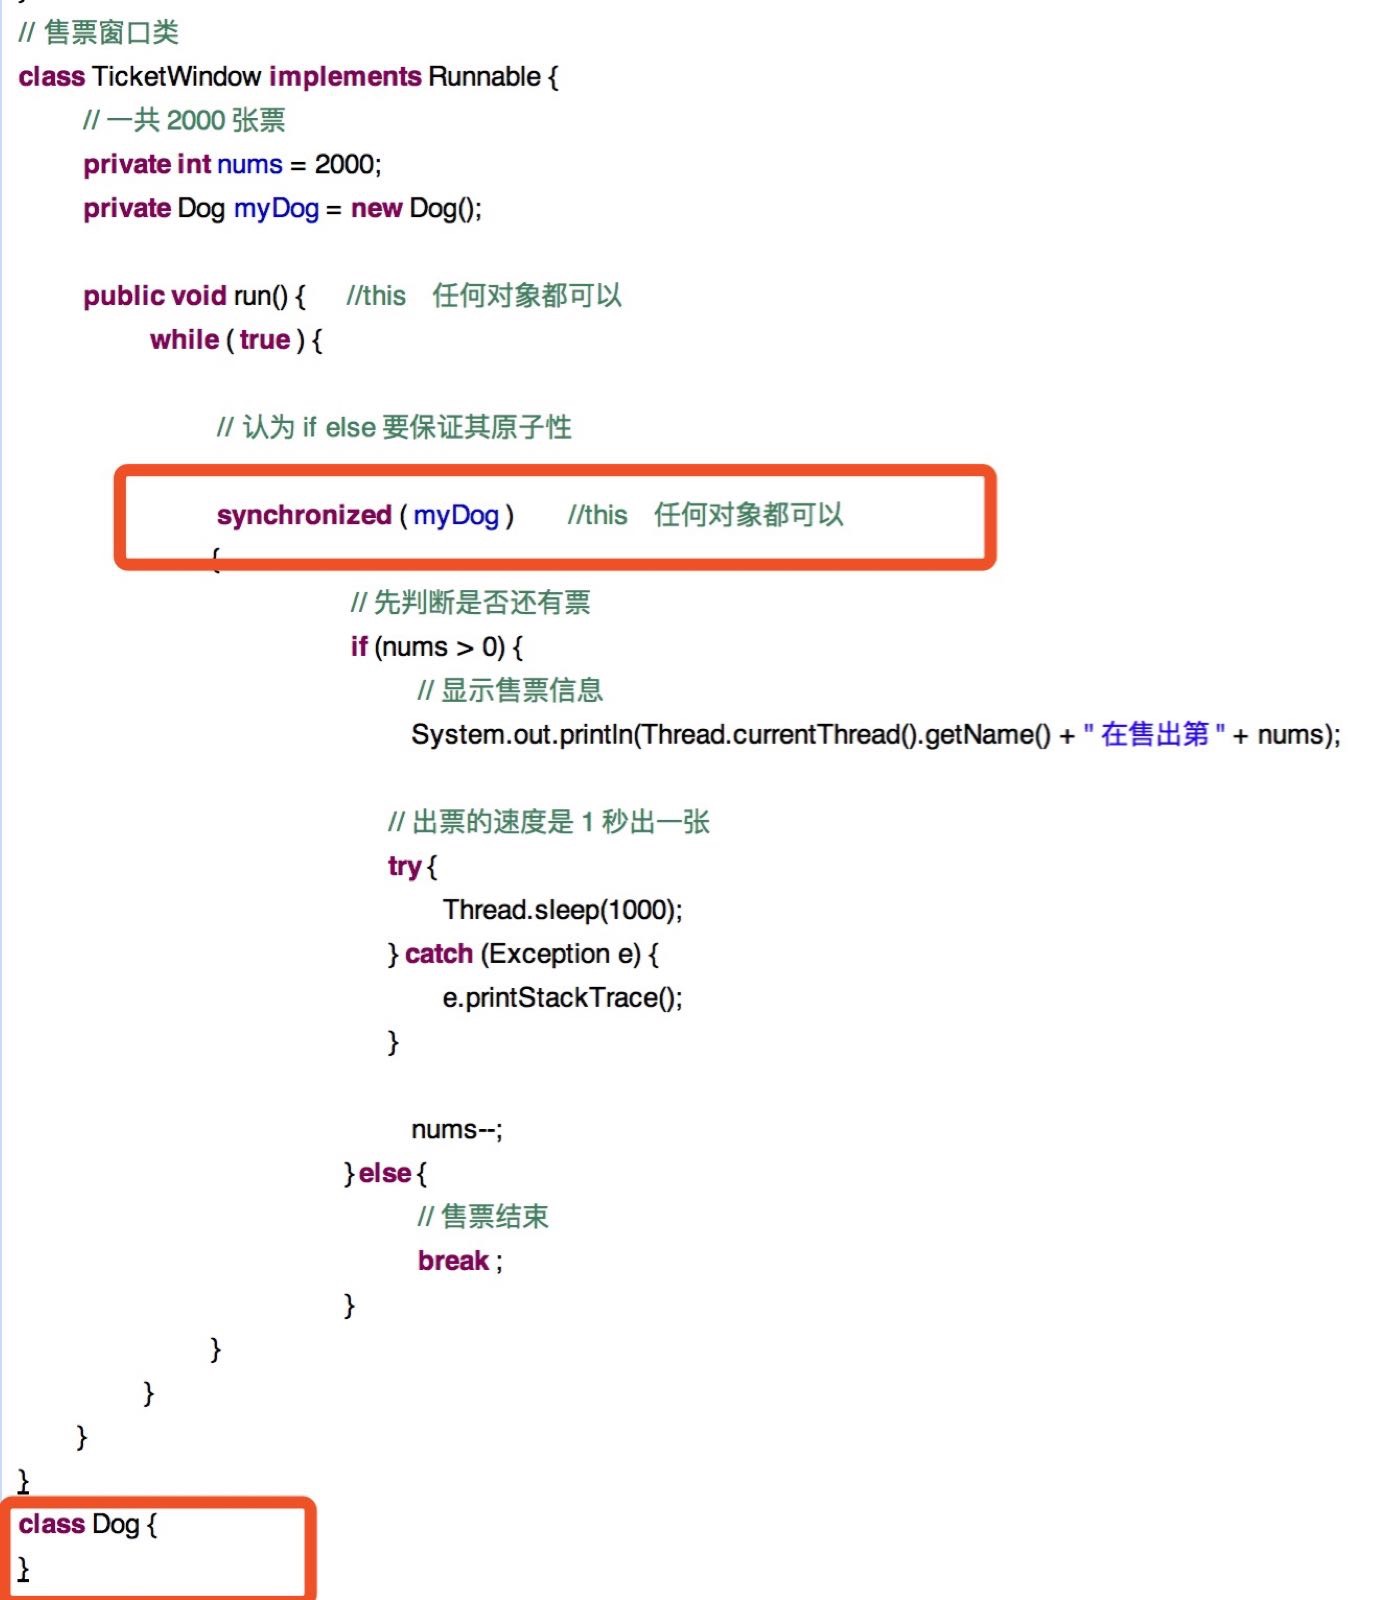 // 售票窗口类
class TicketWindow implements Runnable {
// 一共 2000 张票
private int nums = 2000;
private Dog myDog = new Dog();
public void run() { //this 任何对象都可以
while ( true ) {
// 认为 if else 要保证其原子性
synchronized ( myDog ) //this 任何对象都可以
{
// 先判断是否还有票
if (nums > 0) {
// 显示售票信息
System.out.println(Thread.currentThread().getName() + " 在售出第 " + nums);
// 出票的速度是 1 秒出一张
try {
Thread.sleep(1000);
} catch (Exception e) {
e.printStackTrace();
}
nums--;
} else {
// 售票结束
break ;
}
}
}
}
}
class Dog {
}